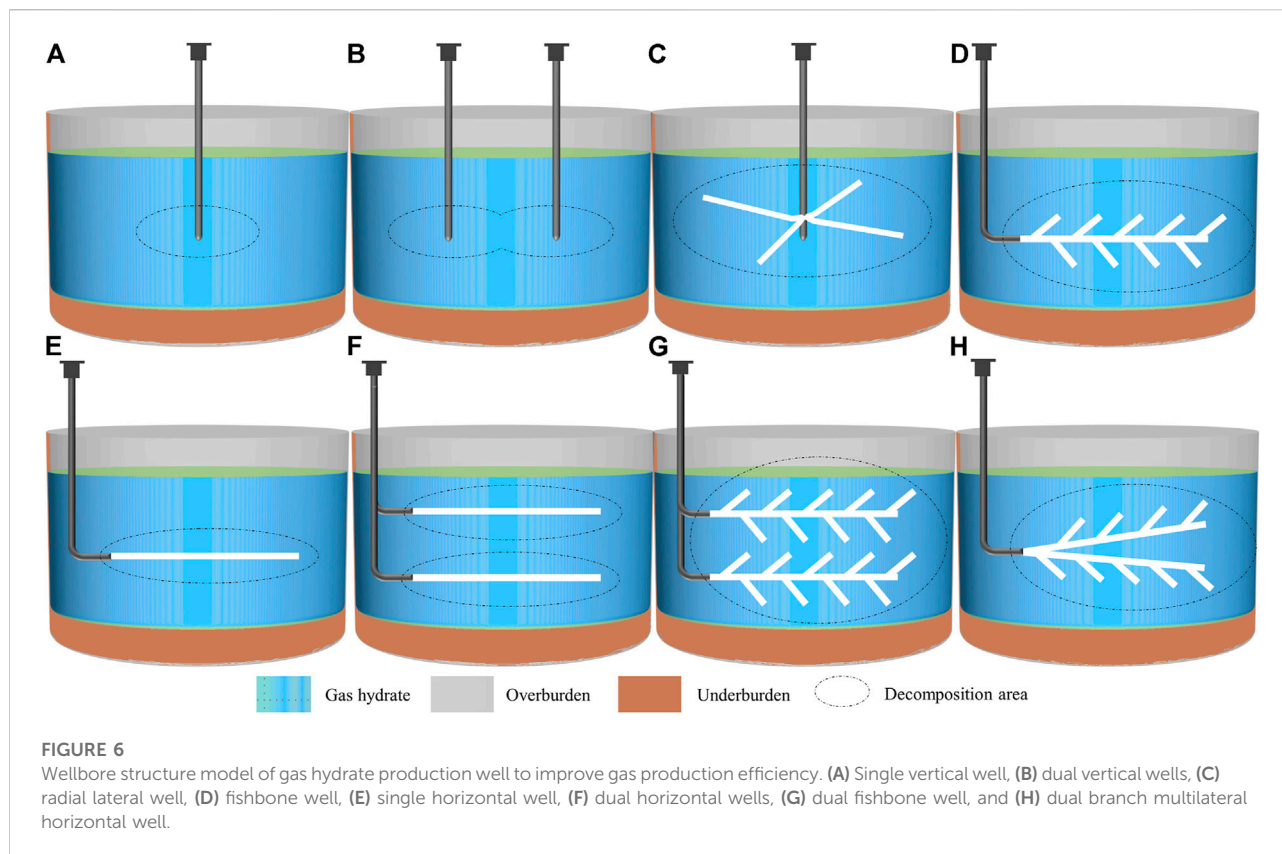 A
B
C
D
E
F
G
H
Gas hydrate
Overburden
Underburden
Decomposition area
FIGURE 6
Wellbore structure model of gas hydrate production well to improve gas production efficiency. (A) Single vertical well, (B) dual vertical wells, (C)
radial lateral well, (D) fishbone well, (E) single horizontal well, (F) dual horizontal wells, (G) dual fishbone well, and (H) dual branch multilateral
horizontal well.